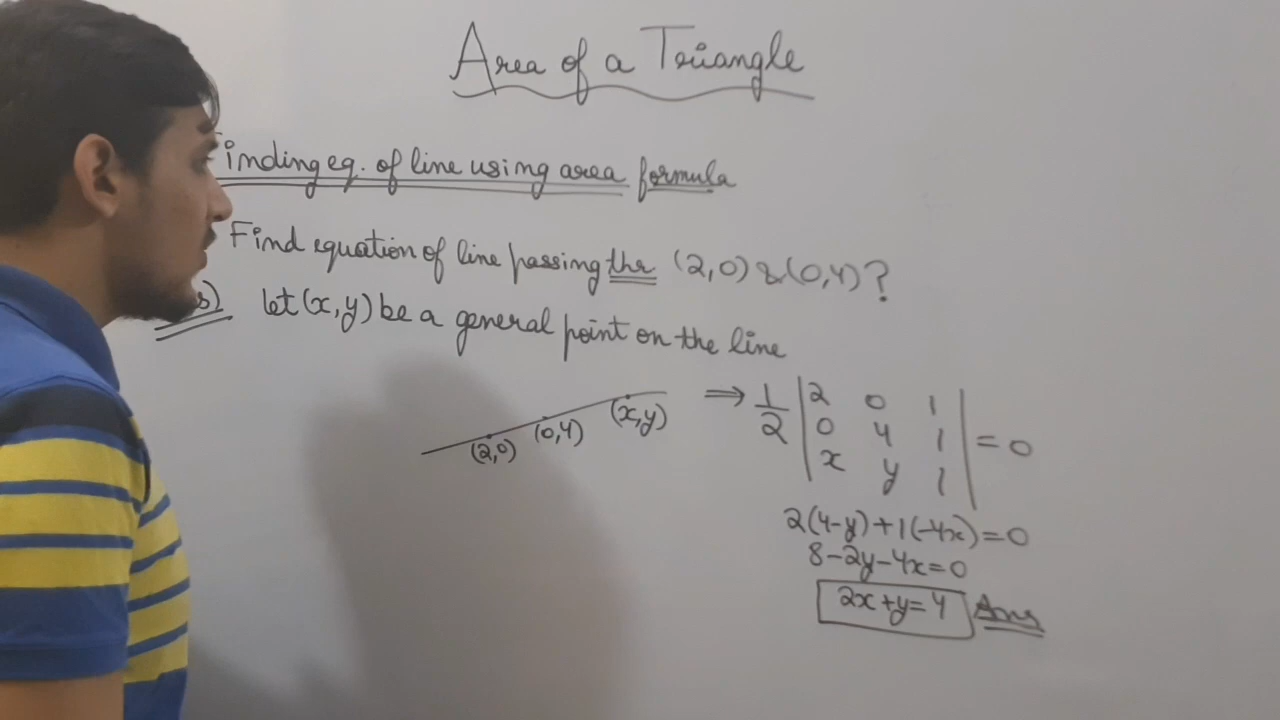 Area of a Triangle
Finding eq. of line using area formula
Find equation of line passing thr (2,0) & (0,4)?
s) let (x,y) be a general point on the line
(2,0) (0,4) (x,y)
⇒ 1/2 | 2 0 1 |
| 0 4 1 | = 0
| x y 1 |
2(4-y)+1(-4x)=0
8-2y-4x=0
2x+y=4 Ans